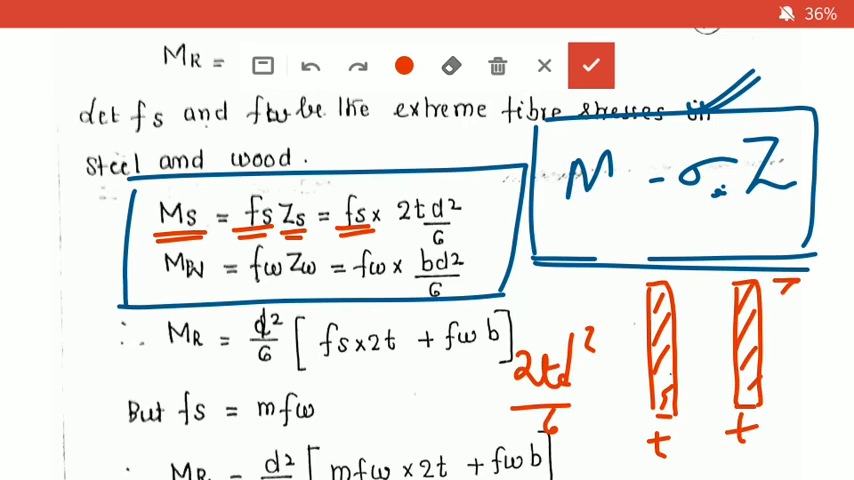 36%
MR =
Let fs and fw be the extreme fibre stresses in
steel and wood.
M = σ. Z
Ms = fs Zs = fs × 2td²/6
Mw = fw Zw = fw × bd²/6
∴ MR = d²/6 [ fs×2t + fw b ]
2td²/6
t t
But fs = mfw
∴ MR = d²/6 [ mfw ×2t + fw b ]